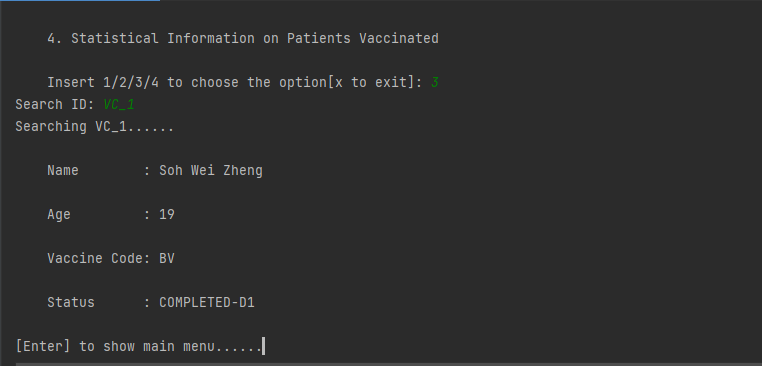 4. Statistical Information on Patients Vaccinated
Insert 1/2/3/4 to choose the option[x to exit]: 3
Search ID: VC_1
Searching VC_1......
Name        : Soh Wei Zheng
Age         : 19
Vaccine Code: BV
Status      : COMPLETED-D1
[Enter] to show main menu......